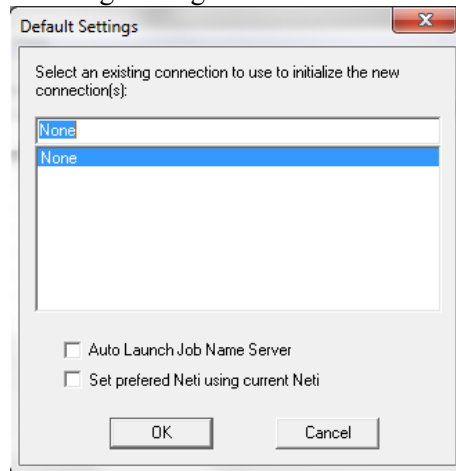 Default Settings
Select an existing connection to use to initialize the new
connection(s):
None
None
Auto Launch Job Name Server
Set prefered Neti using current Neti
OK
Cancel